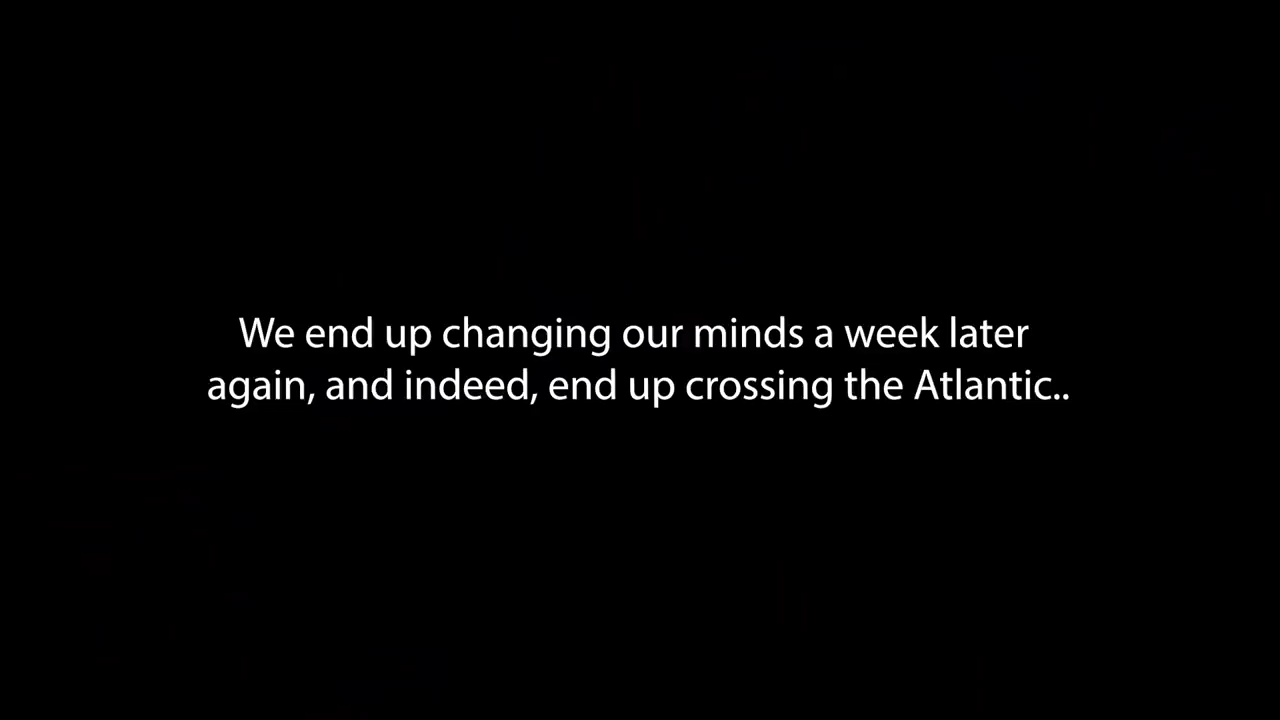 We end up changing our minds a week later
again, and indeed, end up crossing the Atlantic..